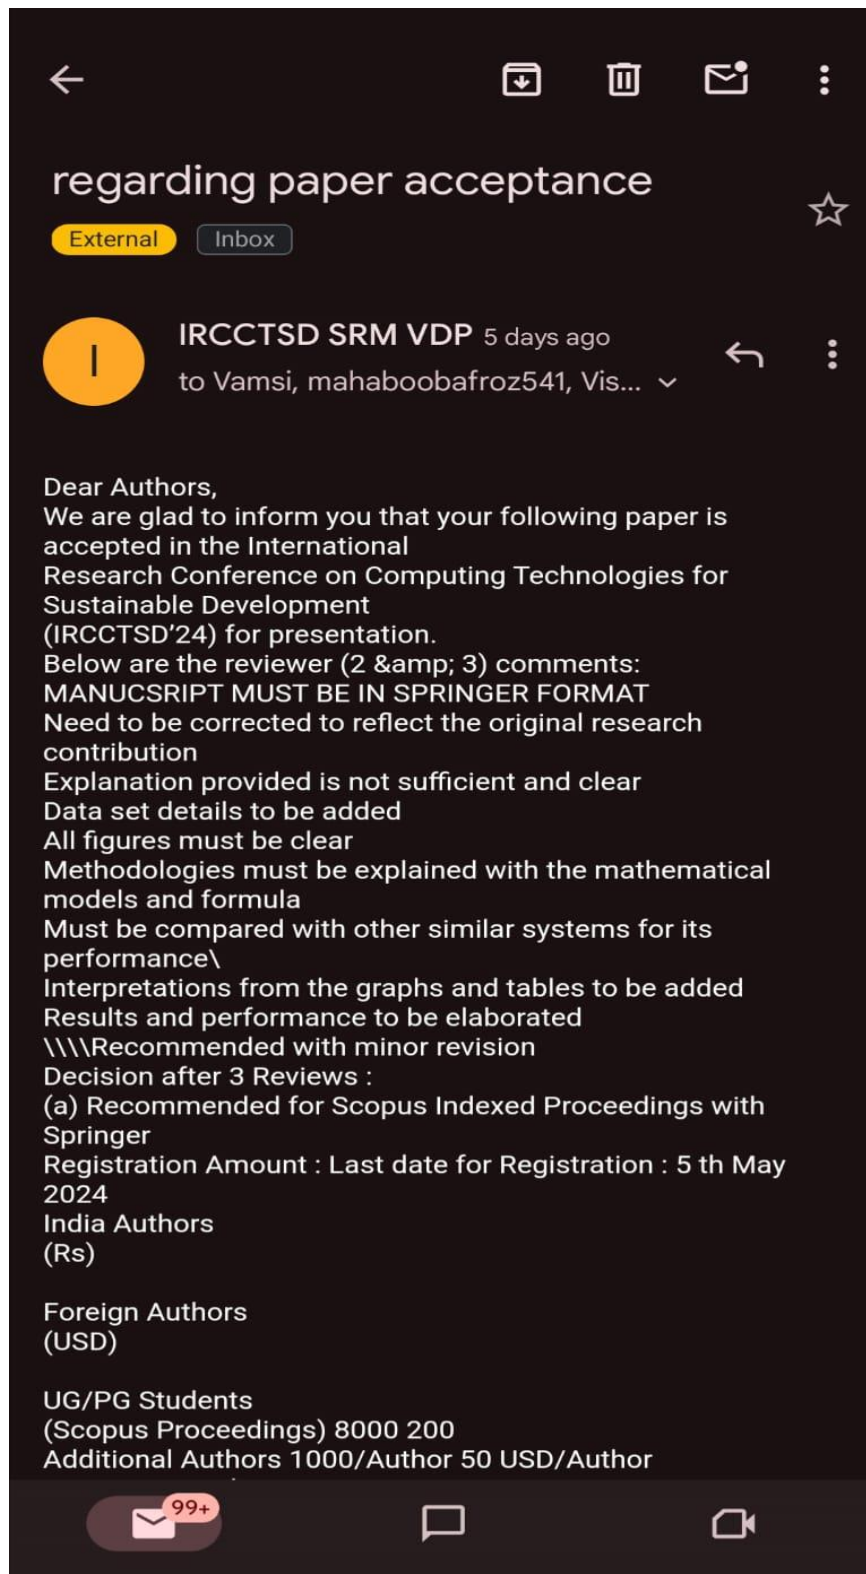 regarding paper acceptance
External Inbox
I
IRCCTSD SRM VDP 5 days ago
to Vamsi, mahaboobafroz541, Vis...
Dear Authors,
We are glad to inform you that your following paper is
accepted in the International
Research Conference on Computing Technologies for
Sustainable Development
(IRCCTSD’24) for presentation.
Below are the reviewer (2 &amp; 3) comments:
MANUCSRIPT MUST BE IN SPRINGER FORMAT
Need to be corrected to reflect the original research
contribution
Explanation provided is not sufficient and clear
Data set details to be added
All figures must be clear
Methodologies must be explained with the mathematical
models and formula
Must be compared with other similar systems for its
performance\
Interpretations from the graphs and tables to be added
Results and performance to be elaborated
\\\\Recommended with minor revision
Decision after 3 Reviews :
(a) Recommended for Scopus Indexed Proceedings with
Springer
Registration Amount : Last date for Registration : 5 th May
2024
India Authors
(Rs)
Foreign Authors
(USD)
UG/PG Students
(Scopus Proceedings) 8000 200
Additional Authors 1000/Author 50 USD/Author
99+